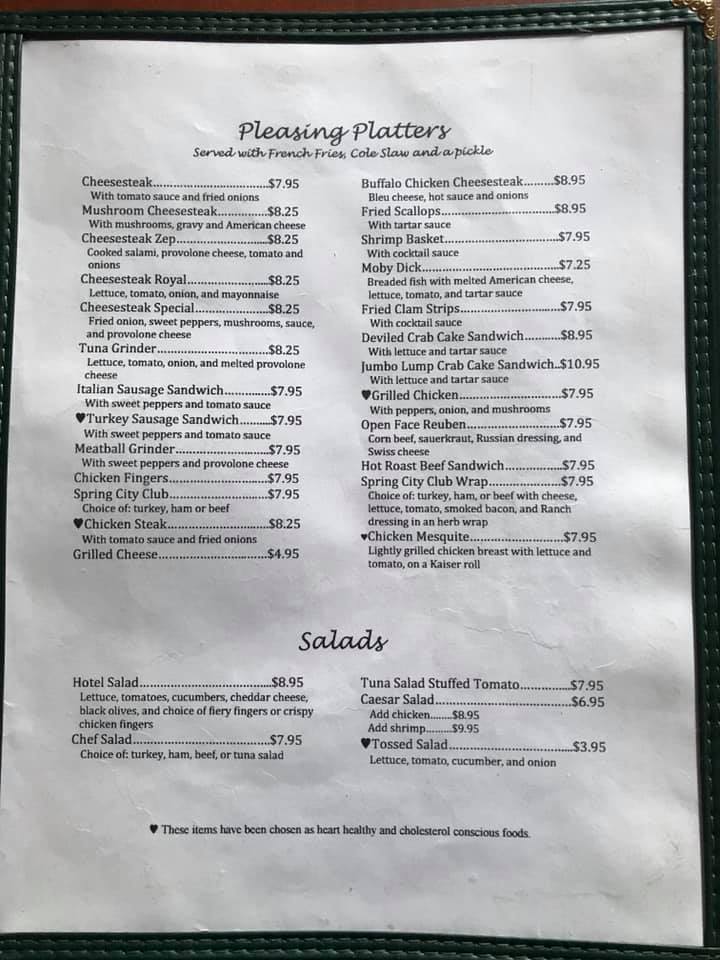 Pleasing Platters
Served with French Fries, Cole Slaw and a pickle
Cheesesteak.................................$7.95
With tomato sauce and fried onions
Mushroom Cheesesteak..............$8.25
With mushrooms, gravy and American cheese
Cheesesteak Zep..........................$8.25
Cooked salami, provolone cheese, tomato and
onions
Cheesesteak Royal.......................$8.25
Lettuce, tomato, onion, and mayonnaise
Cheesesteak Special.....................$8.25
Fried onion, sweet peppers, mushrooms, sauce,
and provolone cheese
Tuna Grinder................................$8.25
Lettuce, tomato, onion, and melted provolone
cheese
Italian Sausage Sandwich.............$7.95
With sweet peppers and tomato sauce
♥Turkey Sausage Sandwich.........$7.95
With sweet peppers and tomato sauce
Meatball Grinder...........................$7.95
With sweet peppers and provolone cheese
Chicken Fingers.............................$7.95
Spring City Club.............................$7.95
Choice of: turkey, ham or beef
♥Chicken Steak.............................$8.25
With tomato sauce and fried onions
Grilled Cheese...............................$4.95
Buffalo Chicken Cheesesteak.........$8.95
Bleu cheese, hot sauce and onions
Fried Scallops................................$8.95
With tartar sauce
Shrimp Basket................................$7.95
With cocktail sauce
Moby Dick.......................................$7.25
Breaded fish with melted American cheese,
lettuce, tomato, and tartar sauce
Fried Clam Strips............................$7.95
With cocktail sauce
Deviled Crab Cake Sandwich..........$8.95
With lettuce and tartar sauce
Jumbo Lump Crab Cake Sandwich..$10.95
With lettuce and tartar sauce
♥Grilled Chicken.............................$7.95
With peppers, onion, and mushrooms
Open Face Reuben..........................$7.95
Corn beef, sauerkraut, Russian dressing, and
Swiss cheese
Hot Roast Beef Sandwich................$7.95
Spring City Club Wrap.....................$7.95
Choice of: turkey, ham, or beef with cheese,
lettuce, tomato, smoked bacon, and Ranch
dressing in an herb wrap
♥Chicken Mesquite...........................$7.95
Lightly grilled chicken breast with lettuce and
tomato, on a Kaiser roll
Salads
Hotel Salad......................................$8.95
Lettuce, tomatoes, cucumbers, cheddar cheese,
black olives, and choice of fiery fingers or crispy
chicken fingers
Chef Salad.......................................$7.95
Choice of: turkey, ham, beef, or tuna salad
Tuna Salad Stuffed Tomato..............$7.95
Caesar Salad.......................................$6.95
Add chicken........$8.95
Add shrimp.........$9.95
♥Tossed Salad...................................$3.95
Lettuce, tomato, cucumber, and onion
♥ These items have been chosen as heart healthy and cholesterol conscious foods.